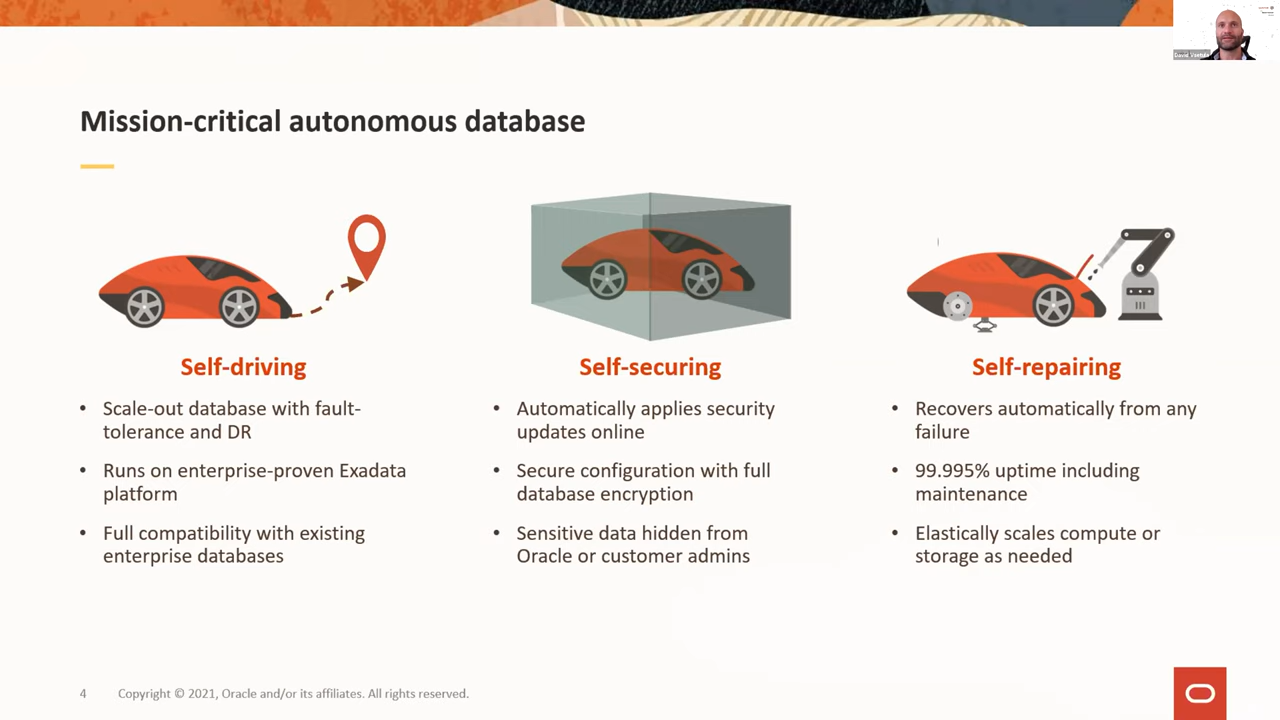 Mission-critical autonomous database
Self-driving
• Scale-out database with fault-
tolerance and DR
• Runs on enterprise-proven Exadata
platform
• Full compatibility with existing
enterprise databases
Self-securing
• Automatically applies security
updates online
• Secure configuration with full
database encryption
• Sensitive data hidden from
Oracle or customer admins
Self-repairing
• Recovers automatically from any
failure
• 99.995% uptime including
maintenance
• Elastically scales compute or
storage as needed
4 Copyright © 2021, Oracle and/or its affiliates. All rights reserved.
David